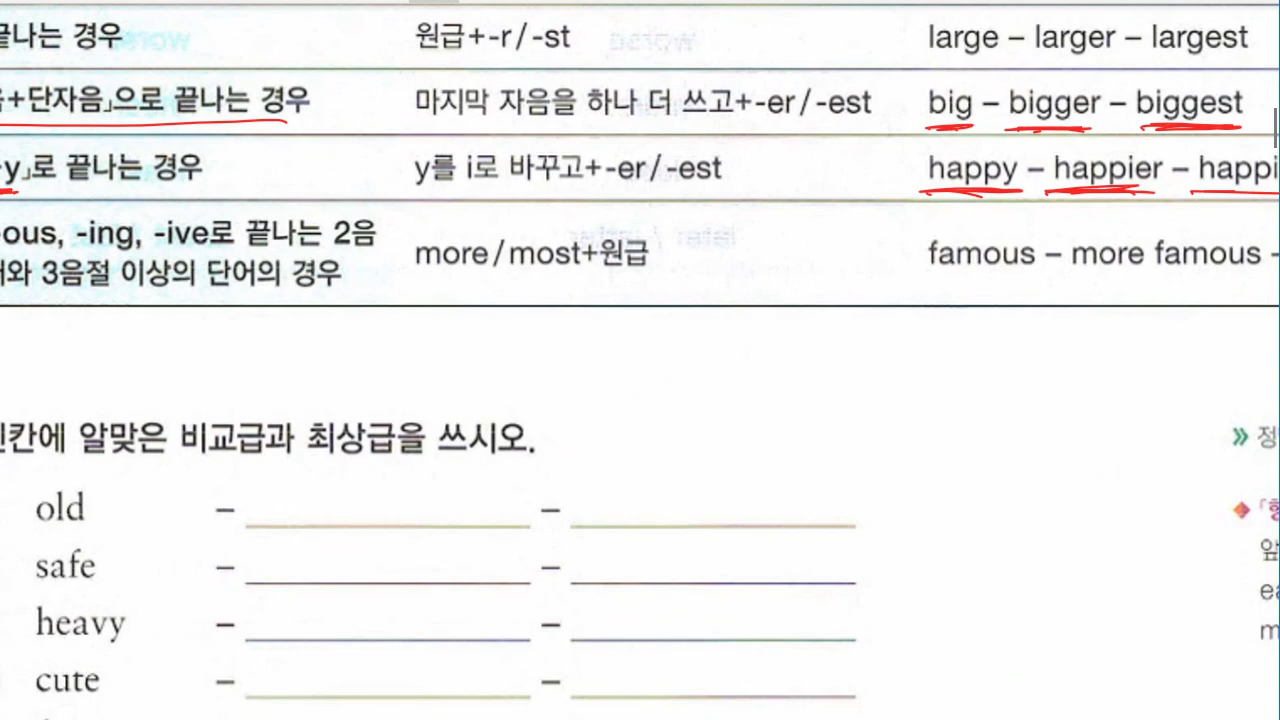 끝나는 경우 원급+-r/-st large – larger – largest
+단자음」으로 끝나는 경우 마지막 자음을 하나 더 쓰고+-er/-est big – bigger – biggest
y」로 끝나는 경우 y를 i로 바꾸고+-er/-est happy – happier – happi
-ous, -ing, -ive로 끝나는 2음
와 3음절 이상의 단어의 경우 more/most+원급 famous – more famous –
빈칸에 알맞은 비교급과 최상급을 쓰시오.
» 정
old – –
safe – –
heavy – –
cute – –
앞
ea
m